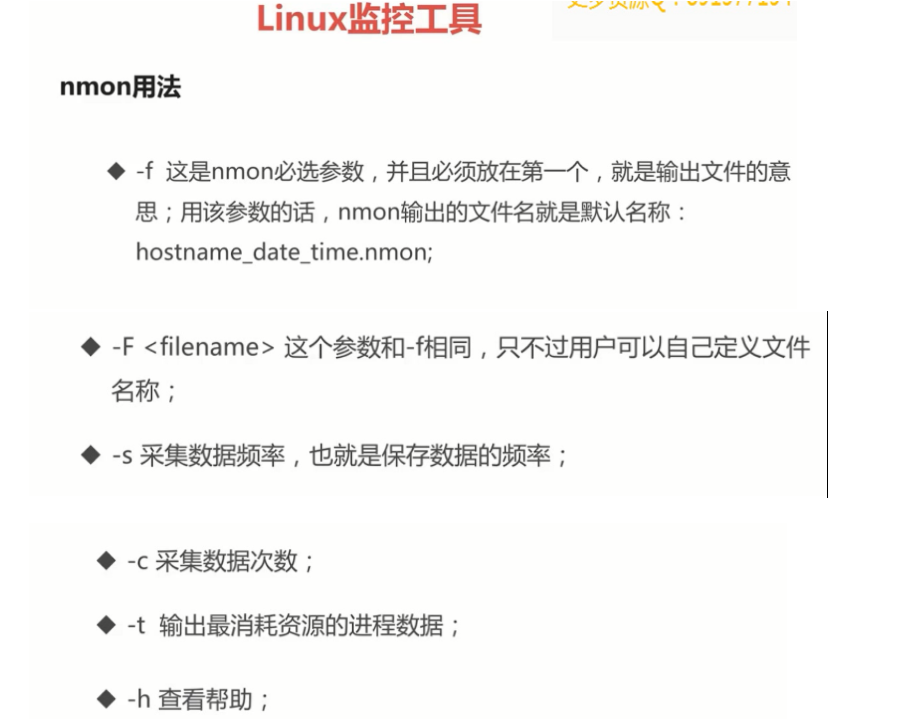 Linux监控工具
nmon用法
◆ -f 这是nmon必选参数，并且必须放在第一个，就是输出文件的意
思；用该参数的话，nmon输出的文件名就是默认名称：
hostname_date_time.nmon;
◆ -F <filename> 这个参数和-f相同，只不过用户可以自己定义文件
名称；
◆ -s 采集数据频率，也就是保存数据的频率；
◆ -c 采集数据次数；
◆ -t 输出最消耗资源的进程数据；
◆ -h 查看帮助；